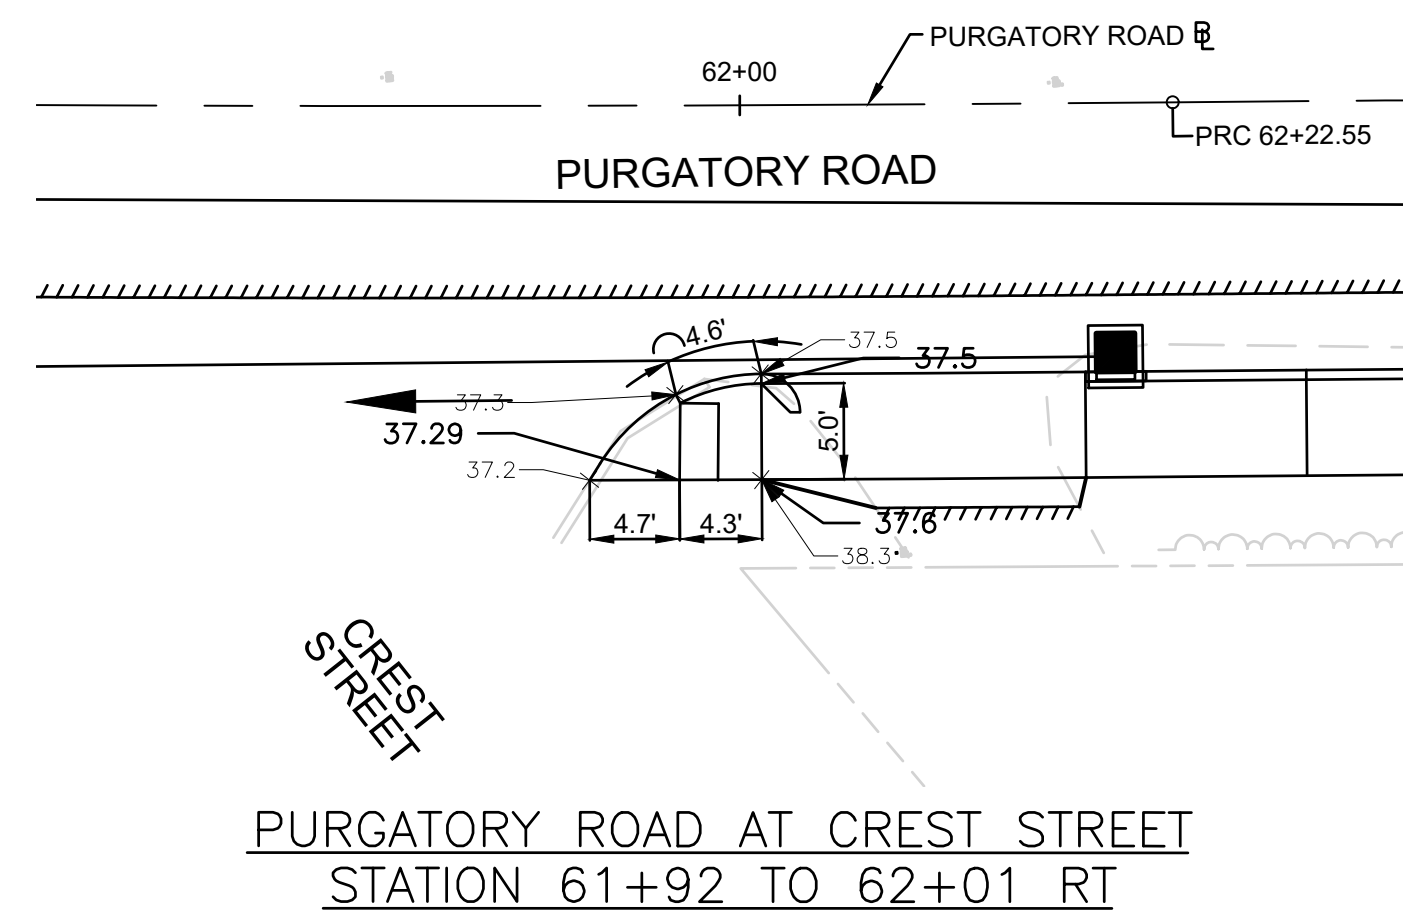 PURGATORY ROAD ⅊
62+00
PRC 62+22.55
PURGATORY ROAD
4.6'
37.5
37.5
37.3
37.29
5.0'
37.2
4.7'
4.3'
37.6
38.3
CREST
STREET
PURGATORY ROAD AT CREST STREET
STATION 61+92 TO 62+01 RT